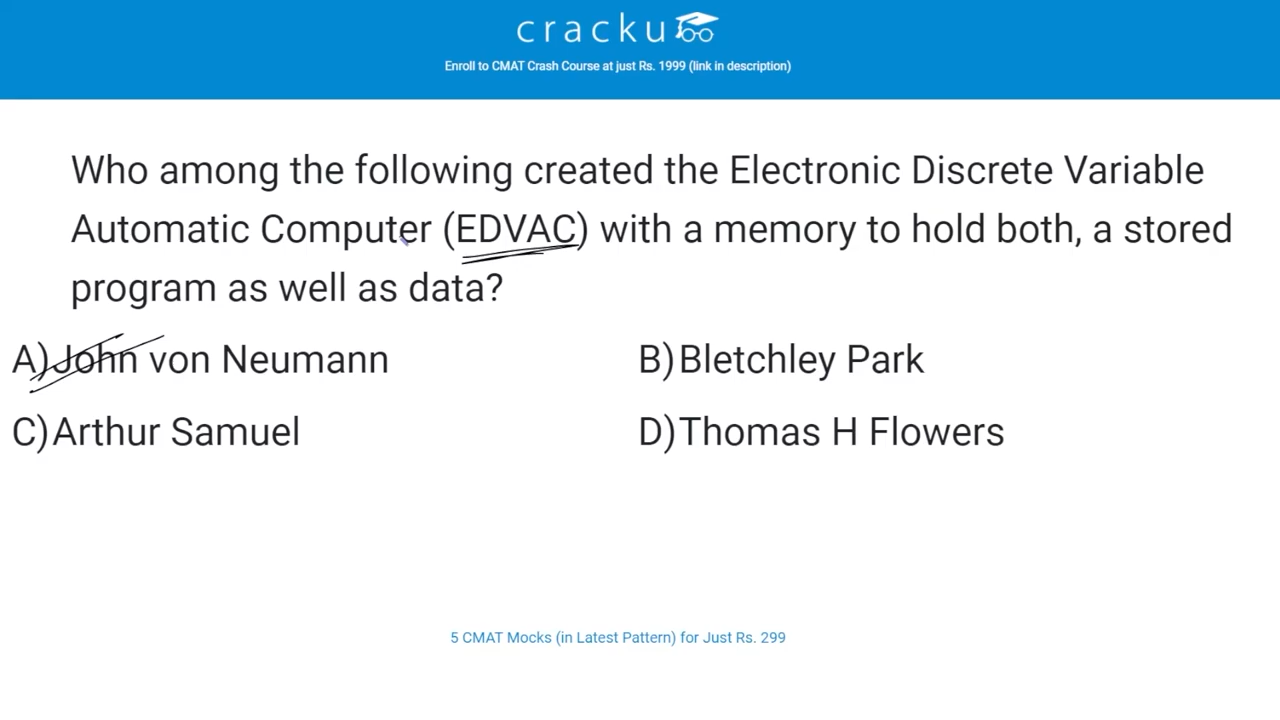 cracku
Enroll to CMAT Crash Course at just Rs. 1999 (link in description)
Who among the following created the Electronic Discrete Variable
Automatic Computer (EDVAC) with a memory to hold both, a stored
program as well as data?
A) John von Neumann
B) Bletchley Park
C) Arthur Samuel
D) Thomas H Flowers
5 CMAT Mocks (in Latest Pattern) for Just Rs. 299